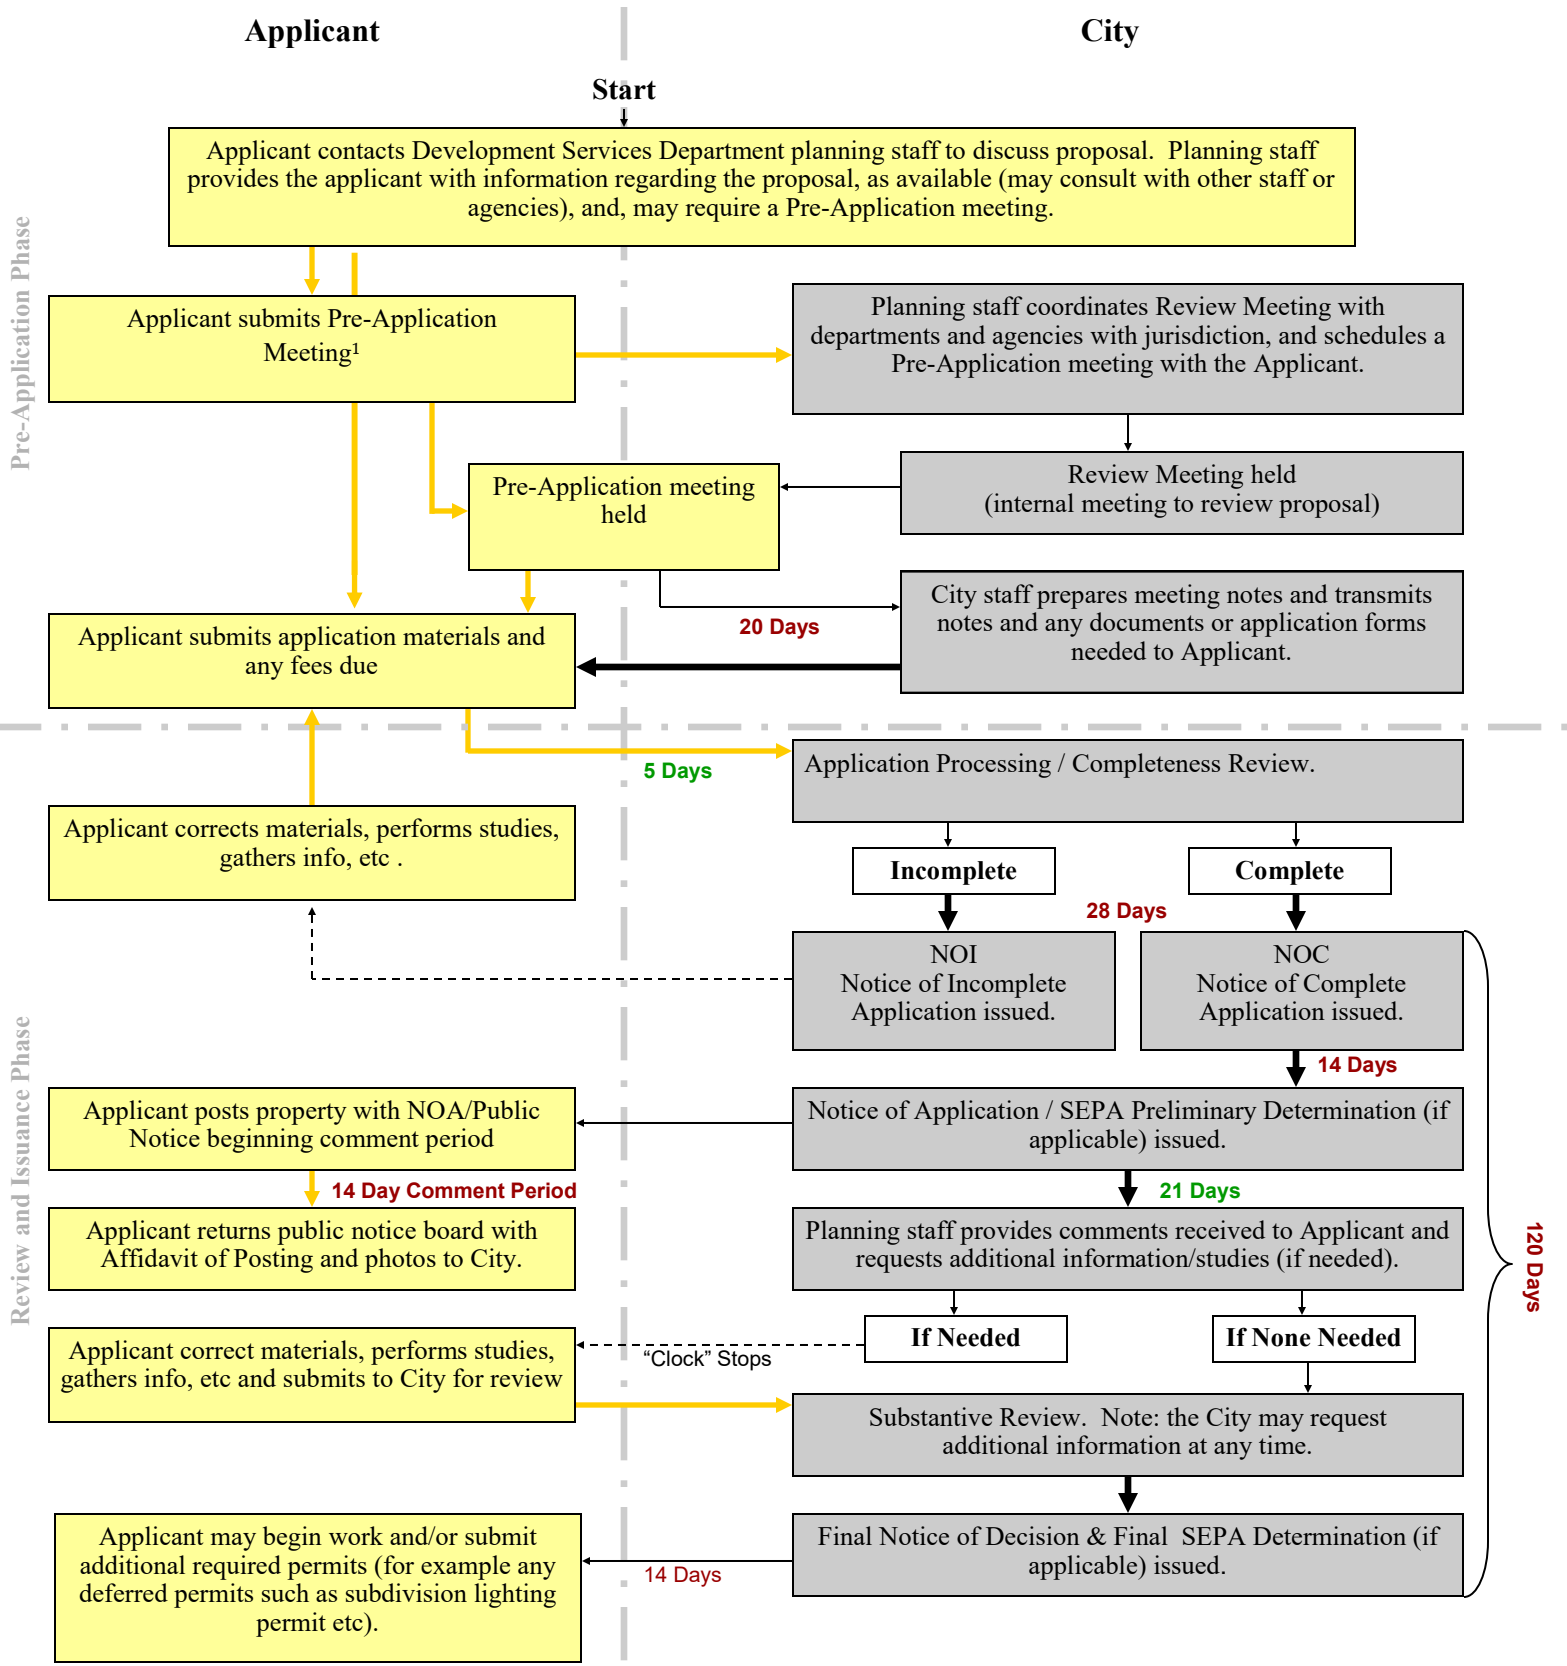 Applicant
City
Start
Applicant contacts Development Services Department planning staff to discuss proposal.  Planning staff
provides the applicant with information regarding the proposal, as available (may consult with other staff or
agencies), and, may require a Pre-Application meeting.
Pre-Application Phase
Applicant submits Pre-Application
Meeting¹
Planning staff coordinates Review Meeting with
departments and agencies with jurisdiction, and schedules a
Pre-Application meeting with the Applicant.
Pre-Application meeting
held
Review Meeting held
(internal meeting to review proposal)
Applicant submits application materials and
any fees due
20 Days
City staff prepares meeting notes and transmits
notes and any documents or application forms
needed to Applicant.
5 Days
Application Processing / Completeness Review.
Applicant corrects materials, performs studies,
gathers info, etc .
Incomplete
Complete
28 Days
NOI
Notice of Incomplete
Application issued.
NOC
Notice of Complete
Application issued.
14 Days
Review and Issuance Phase
Applicant posts property with NOA/Public
Notice beginning comment period
Notice of Application / SEPA Preliminary Determination (if
applicable) issued.
14 Day Comment Period
21 Days
Applicant returns public notice board with
Affidavit of Posting and photos to City.
Planning staff provides comments received to Applicant and
requests additional information/studies (if needed).
120 Days
If Needed
If None Needed
“Clock” Stops
Applicant correct materials, performs studies,
gathers info, etc and submits to City for review
Substantive Review.  Note: the City may request
additional information at any time.
Applicant may begin work and/or submit
additional required permits (for example any
deferred permits such as subdivision lighting
permit etc).
14 Days
Final Notice of Decision & Final  SEPA Determination (if
applicable) issued.